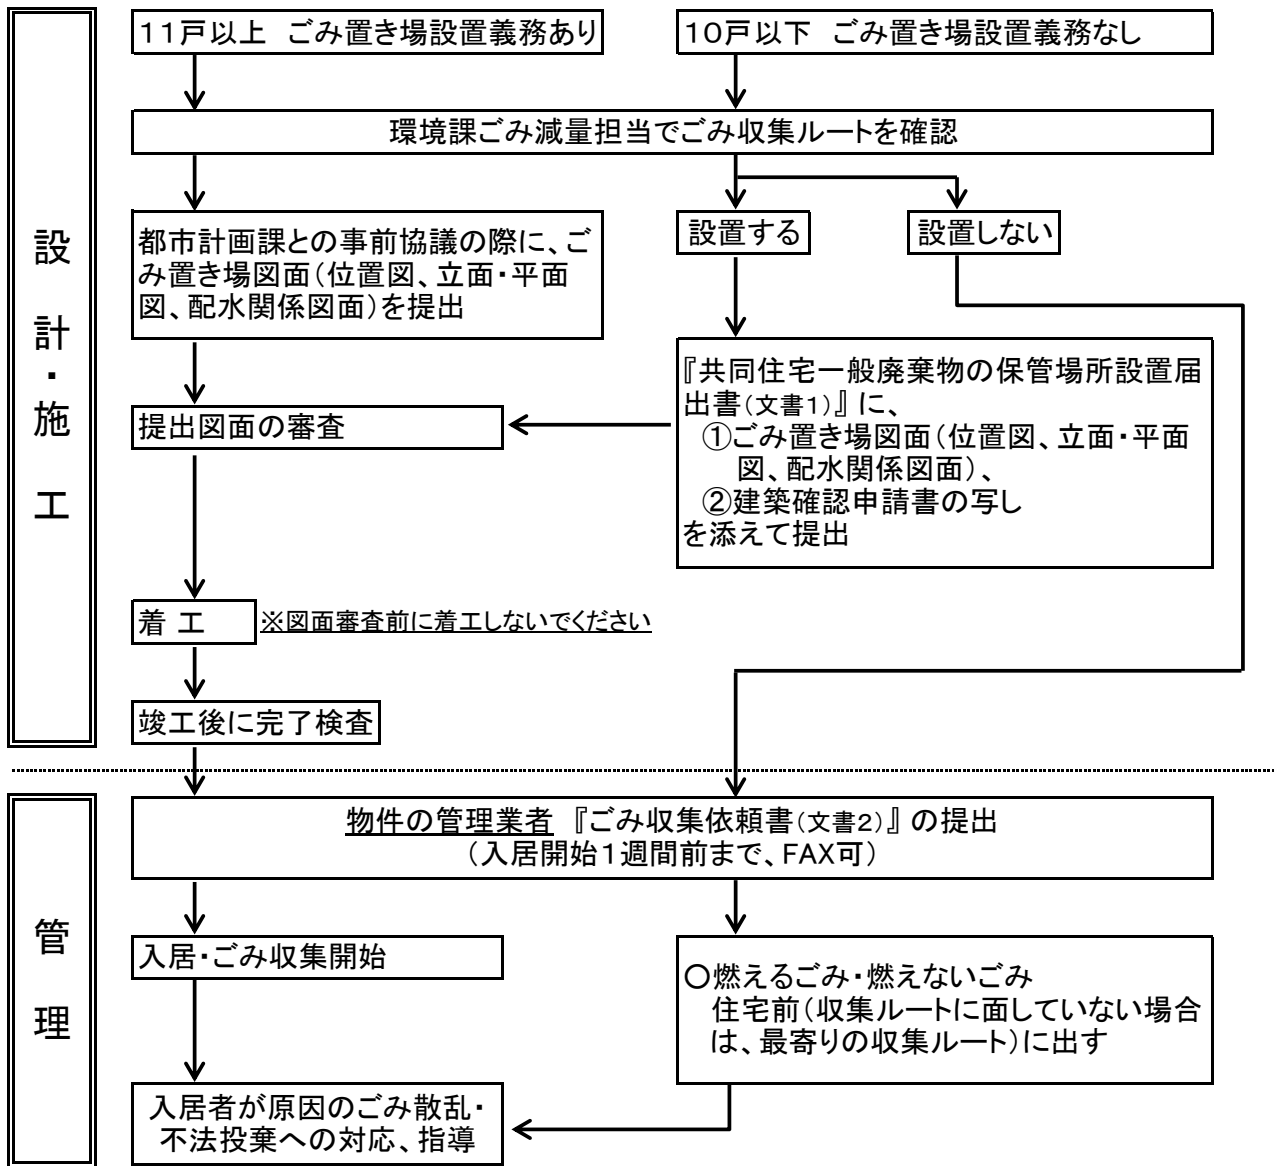 設計・施工
11戸以上 ごみ置き場設置義務あり
10戸以下 ごみ置き場設置義務なし
環境課ごみ減量担当でごみ収集ルートを確認
都市計画課との事前協議の際に、ご
み置き場図面(位置図、立面・平面
図、配水関係図面)を提出
設置する
設置しない
『共同住宅一般廃棄物の保管場所設置届
出書(文書1)』に、
①ごみ置き場図面(位置図、立面・平面
図、配水関係図面)、
②建築確認申請書の写し
を添えて提出
提出図面の審査
着 工
※図面審査前に着工しないでください
竣工後に完了検査
管理
物件の管理業者 『ごみ収集依頼書(文書2)』の提出
(入居開始1週間前まで、FAX可)
入居・ごみ収集開始
○燃えるごみ・燃えないごみ
住宅前(収集ルートに面していない場合
は、最寄りの収集ルート)に出す
入居者が原因のごみ散乱・
不法投棄への対応、指導